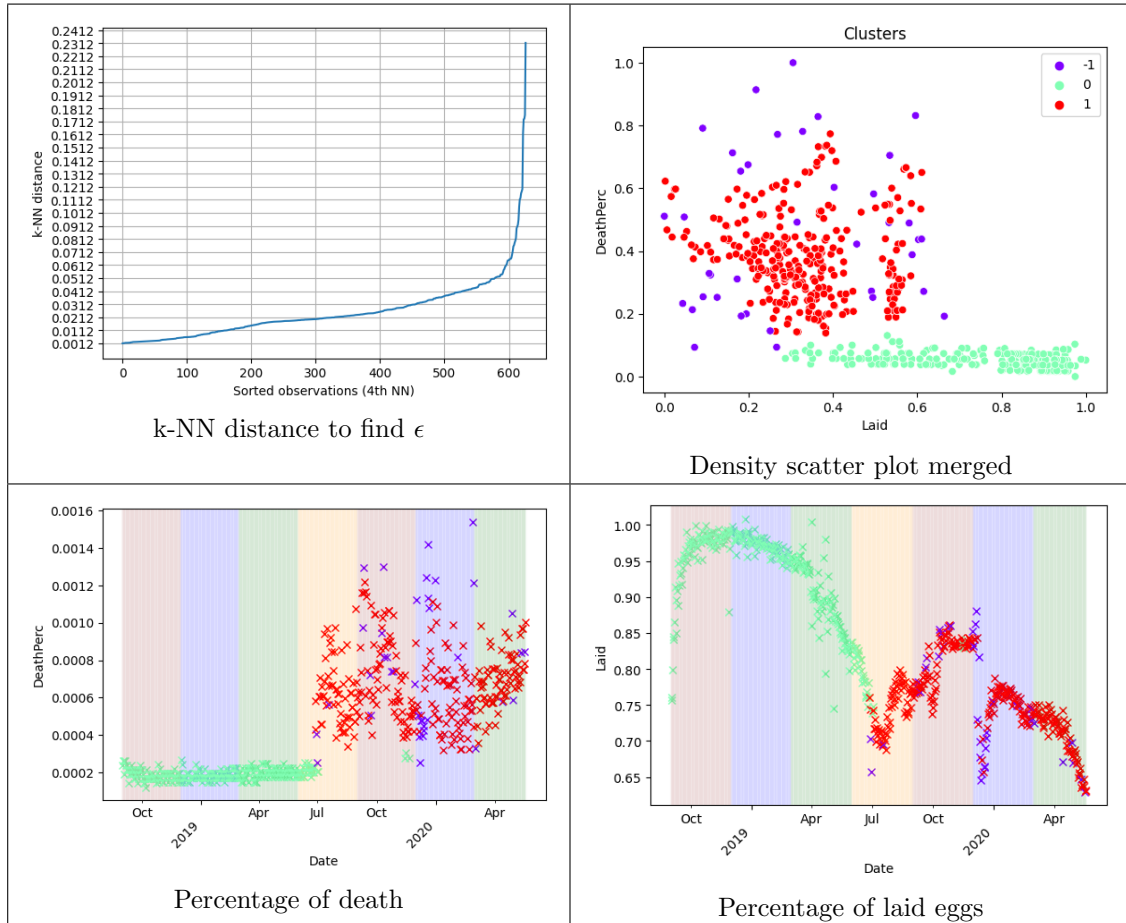 0.2412
0.2312
0.2212
0.2112
0.2012
0.1912
0.1812
0.1712
0.1612
0.1512
0.1412
0.1312
0.1212
0.1112
0.1012
0.0912
0.0812
0.0712
0.0612
0.0512
0.0412
0.0312
0.0212
0.0112
0.0012
k-NN distance
0 100 200 300 400 500 600
Sorted observations (4th NN)
k-NN distance to find ϵ
Clusters
1.0
0.8
0.6
0.4
0.2
0.0
DeathPerc
-1
0
1
0.0 0.2 0.4 0.6 0.8 1.0
Laid
Density scatter plot merged
0.0016
0.0014
0.0012
0.0010
0.0008
0.0006
0.0004
0.0002
DeathPerc
Oct 2019 Apr Jul Oct 2020 Apr
Date
Percentage of death
1.00
0.95
0.90
0.85
0.80
0.75
0.70
0.65
Laid
Oct 2019 Apr Jul Oct 2020 Apr
Date
Percentage of laid eggs